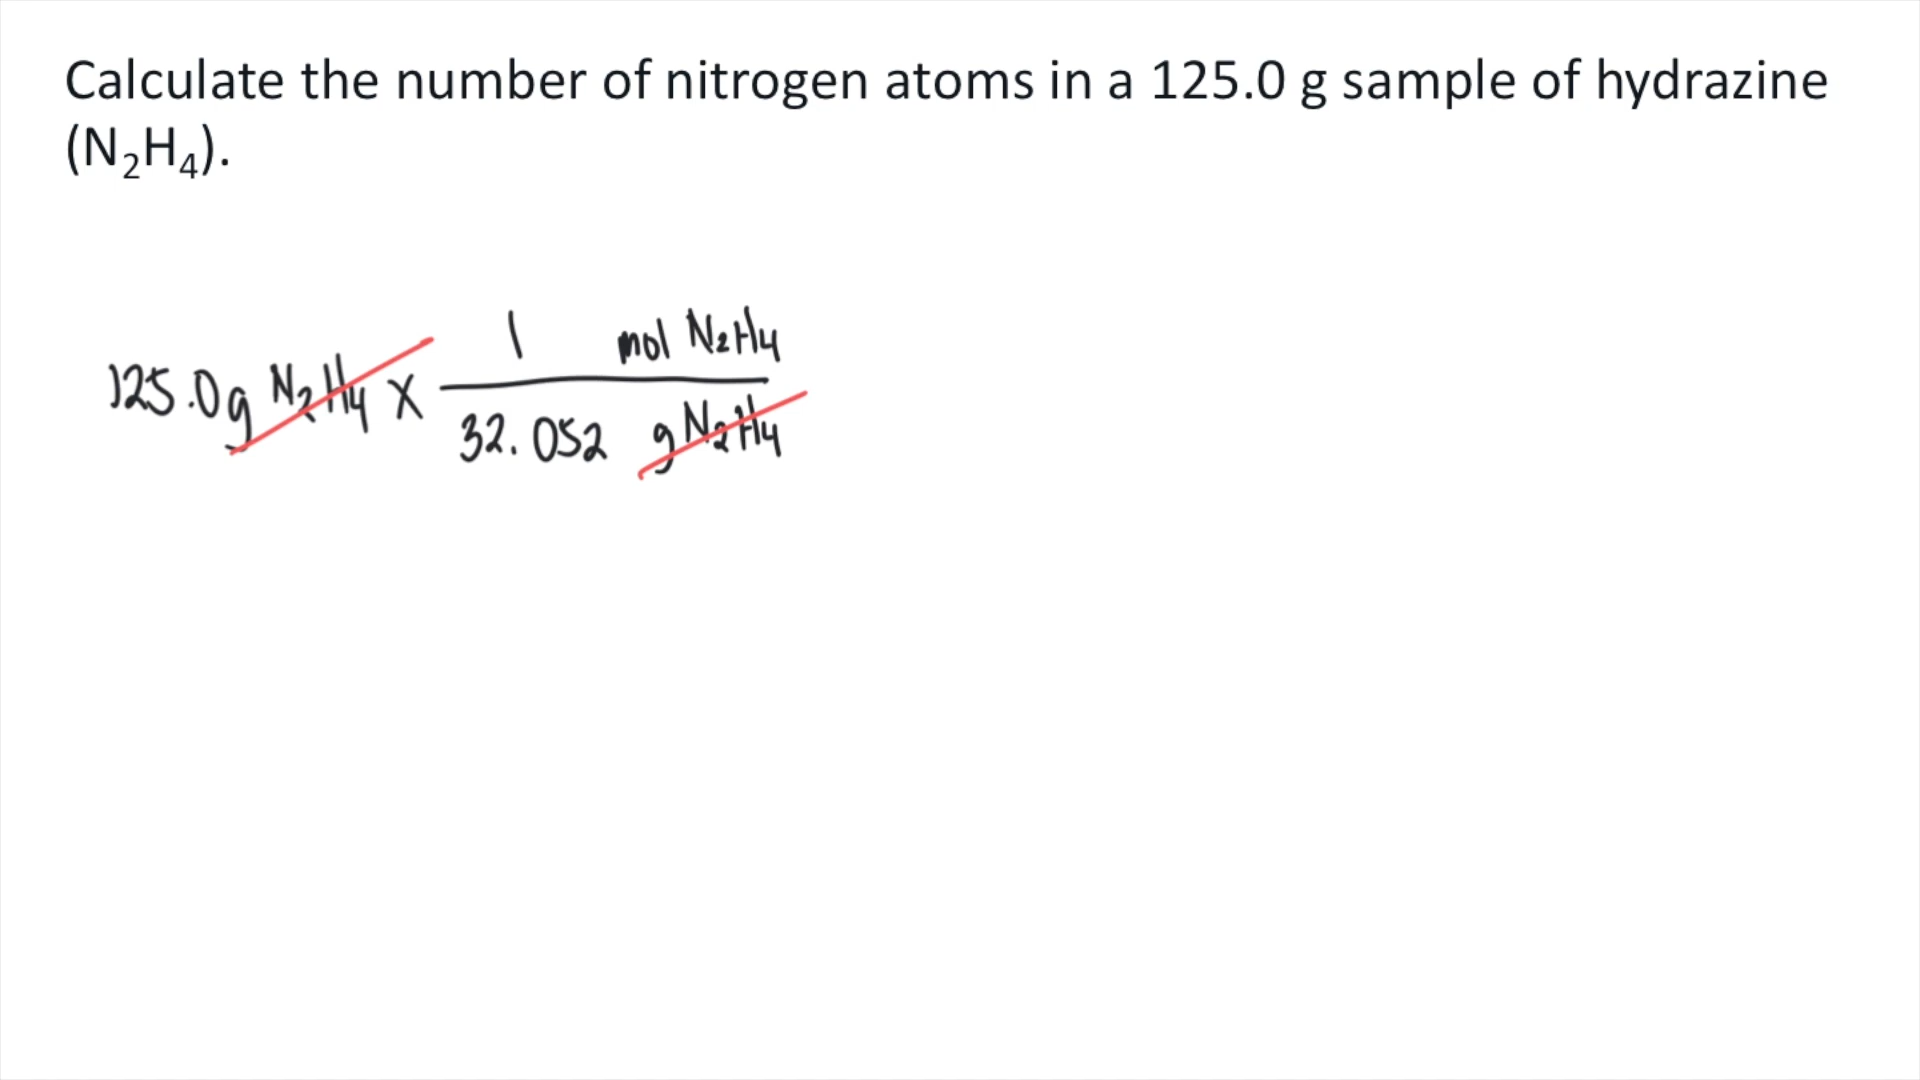 Calculate the number of nitrogen atoms in a 125.0 g sample of hydrazine
(N₂H₄).
1 mol N₂H₄
125.0g N₂H₄ x
32.052 g N₂H₄